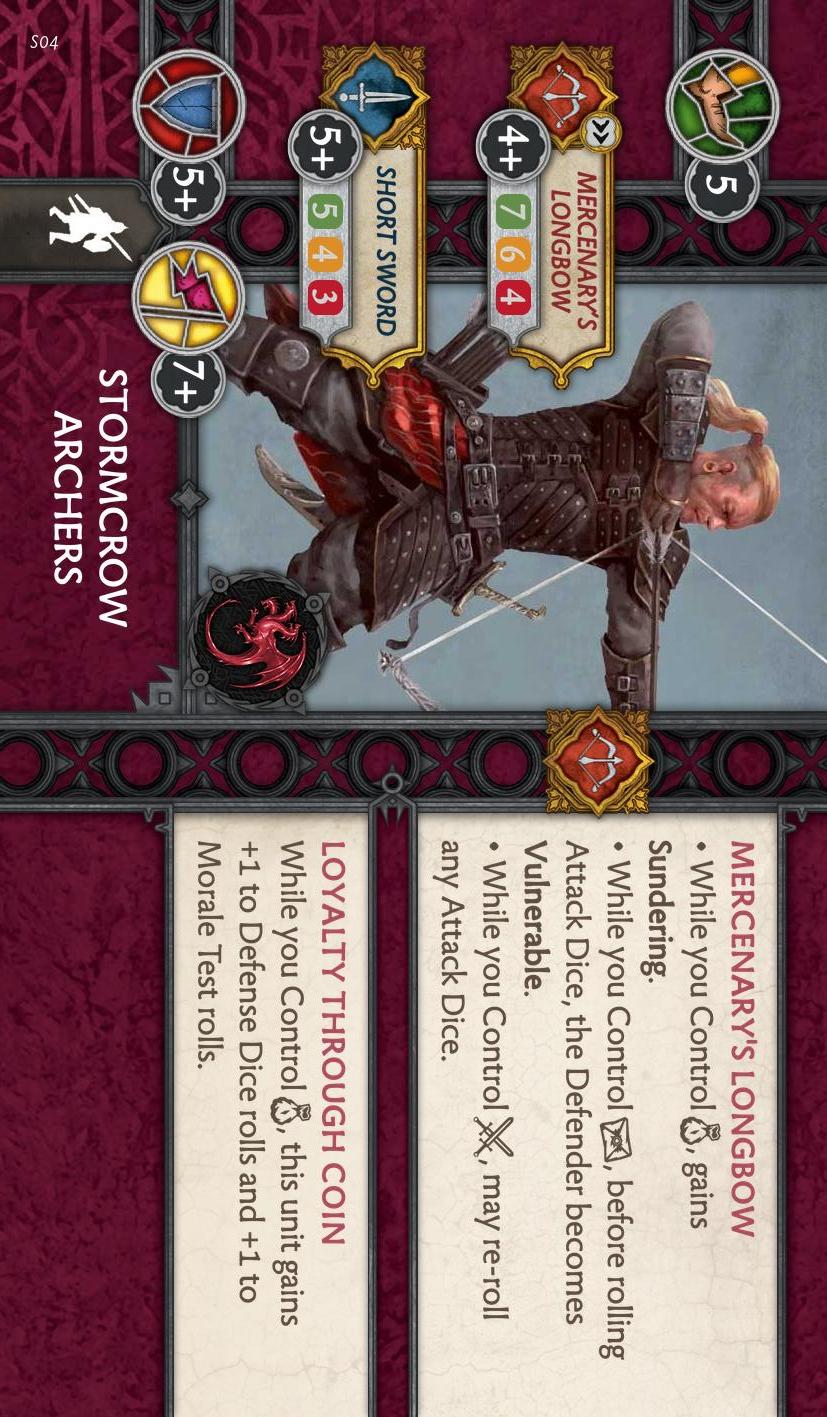 5
MERCENARY'S
LONGBOW
4+
7 6 4
SHORT SWORD
5+
5 4 3
5+
7+
STORMCROW
ARCHERS
S04
MERCENARY'S LONGBOW
• While you Control , gains
Sundering.
• While you Control , before rolling
Attack Dice, the Defender becomes
Vulnerable.
• While you Control , may re-roll
any Attack Dice.
LOYALTY THROUGH COIN
While you Control , this unit gains
+1 to Defense Dice rolls and +1 to
Morale Test rolls.